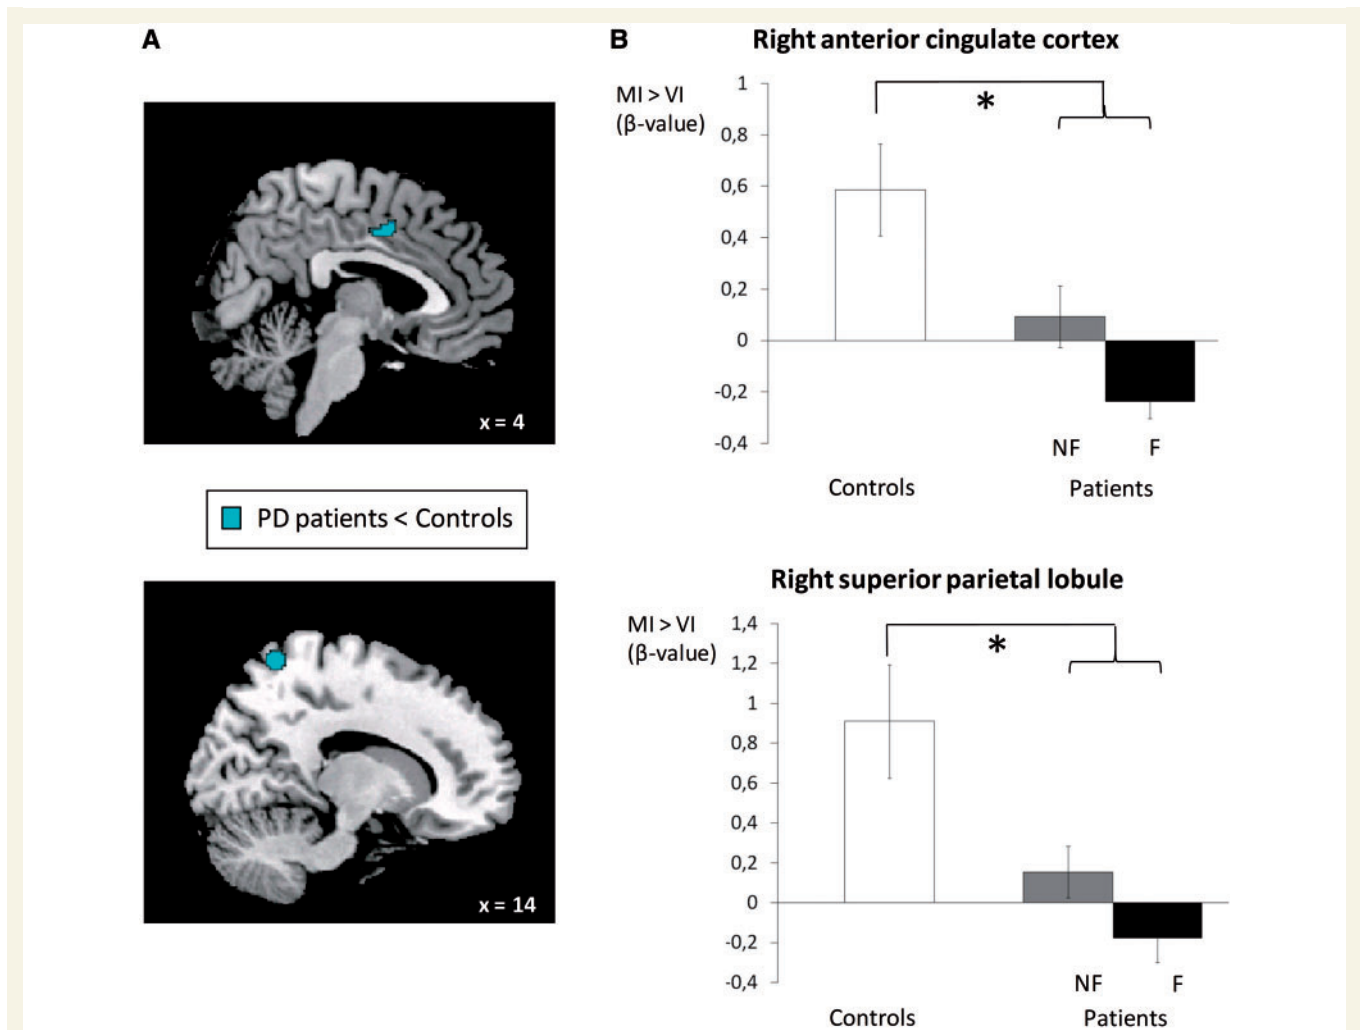 A
x = 4
PD patients < Controls
x = 14
B
Right anterior cingulate cortex
MI > VI
(β-value)
1
0,8
0,6
0,4
0,2
0
-0,2
-0,4
*
NF F
Controls Patients
Right superior parietal lobule
MI > VI
(β-value)
1,4
1,2
1
0,8
0,6
0,4
0,2
0
-0,2
-0,4
*
NF F
Controls Patients